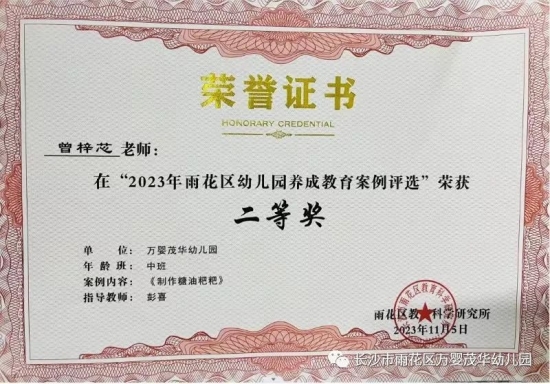 荣誉证书
HONORARY CREDENTIAL
曾梓芯老师：
在“2023年雨花区幼儿园养成教育案例评选”荣获
二等奖
单 位：万婴茂华幼儿园
年龄班：中班
案例内容：《制作糖油粑粑》
指导教师：彭喜
雨花区教育科学研究所
2023年11月5日
长沙市雨花区万婴茂华幼儿园